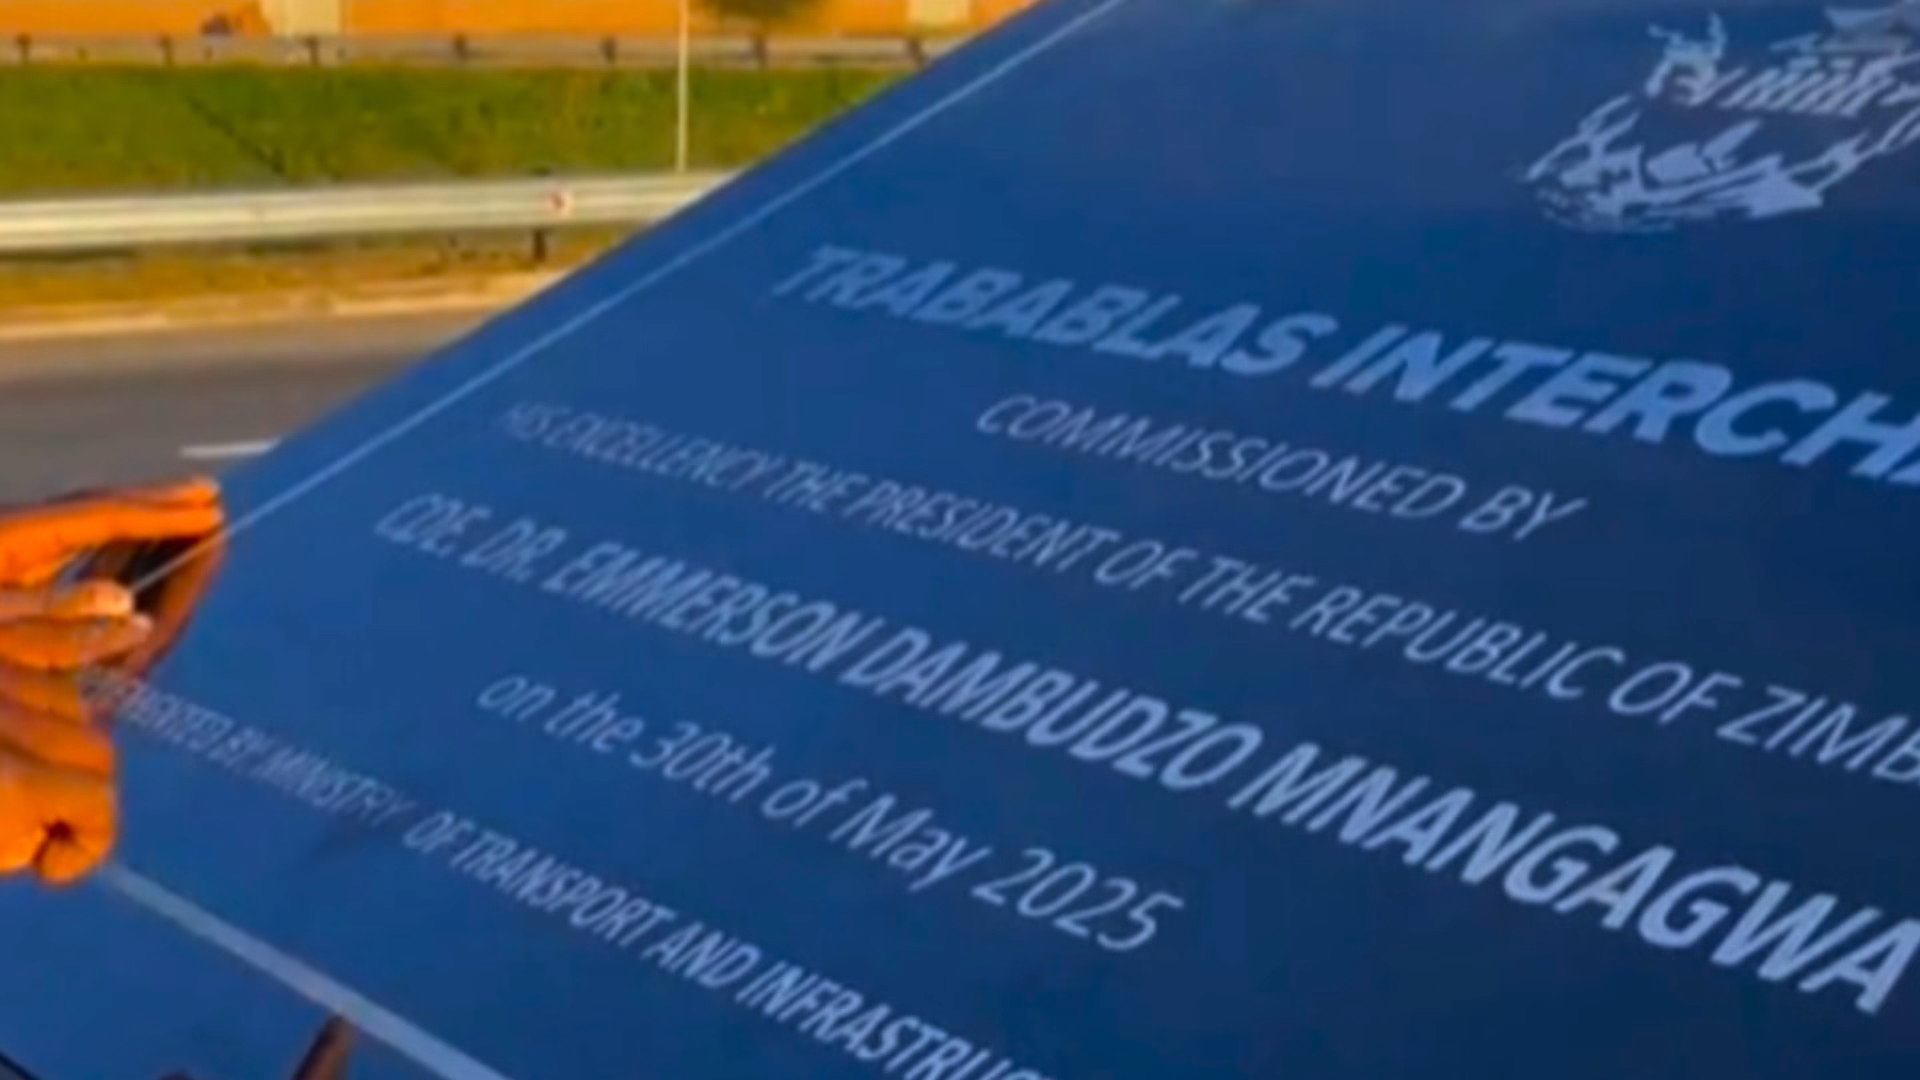 TRABABLAS INTERCH
COMMISSIONED BY
HIS EXCELLENCY THE PRESIDENT OF THE REPUBLIC OF ZIMB
CDE. DR. EMMERSON DAMBUDZO MNANGAGWA
on the 30th of May 2025
BY MINISTRY OF TRANSPORT AND INFRASTRUC